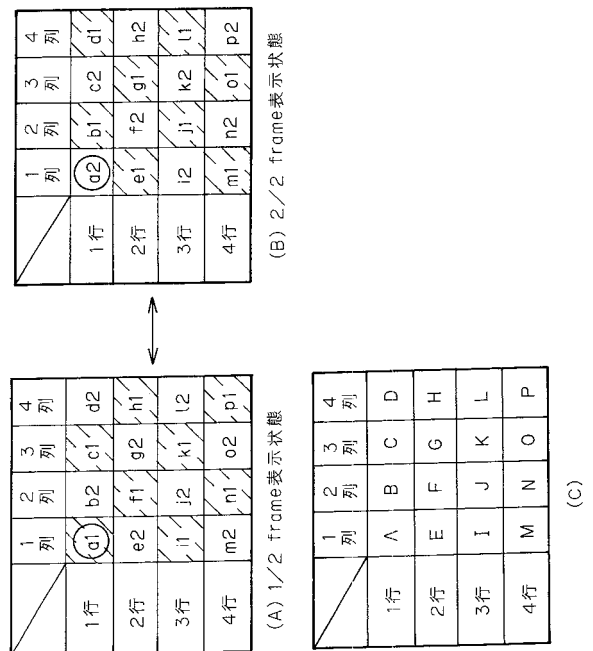 1列 2列 3列 4列
1行 a1 b2 c1 d2
2行 e2 f1 g2 h1
3行 i1 j2 k1 l2
4行 m2 n1 o2 p1
(A) 1/2 frame表示状態
1列 2列 3列 4列
1行 a2 b1 c2 d1
2行 e1 f2 g1 h2
3行 i2 j1 k2 l1
4行 m1 n2 o1 p2
(B) 2/2 frame表示状態
1列 2列 3列 4列
1行 A B C D
2行 E F G H
3行 I J K L
4行 M N O P
(C)